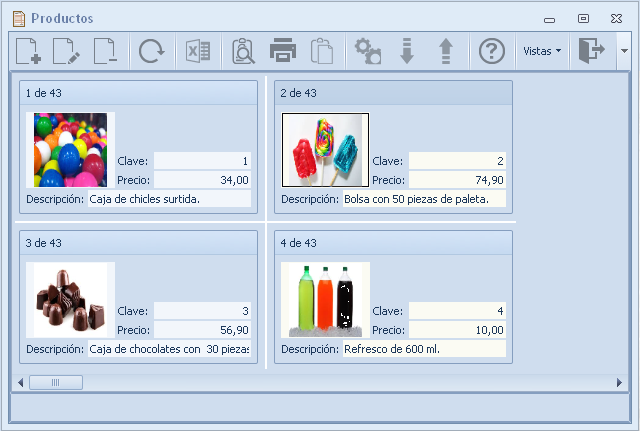 Productos
Vistas
1 de 43
Clave: 1
Precio: 34,00
Descripción: Caja de chicles surtida.
2 de 43
Clave: 2
Precio: 74,90
Descripción: Bolsa con 50 piezas de paleta.
3 de 43
Clave: 3
Precio: 56,90
Descripción: Caja de chocolates con 30 piezas
4 de 43
Clave: 4
Precio: 10,00
Descripción: Refresco de 600 ml.